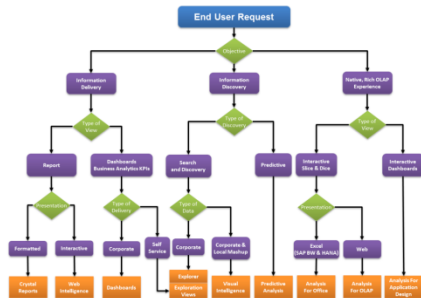 End User Request
Objective
Information
Delivery
Information
Discovery
Native, Rich OLAP
Experience
Type of
View
Type of
Discovery
Type of
View
Report
Dashboards
Business Analytics KPIs
Search
and Discovery
Predictive
Interactive
Slice & Dice
Interactive
Dashboards
Presentation
Type of
Delivery
Type of
Data
Presentation
Formatted
Interactive
Corporate
Self
Service
Corporate
Corporate &
Local Mashup
Excel
(SAP BW & HANA)
Web
Crystal
Reports
Web
Intelligence
Dashboards
Explorer
Exploration
Views
Visual
Intelligence
Predictive
Analysis
Analysis
For Office
Analysis
For OLAP
Analysis For
Application
Design